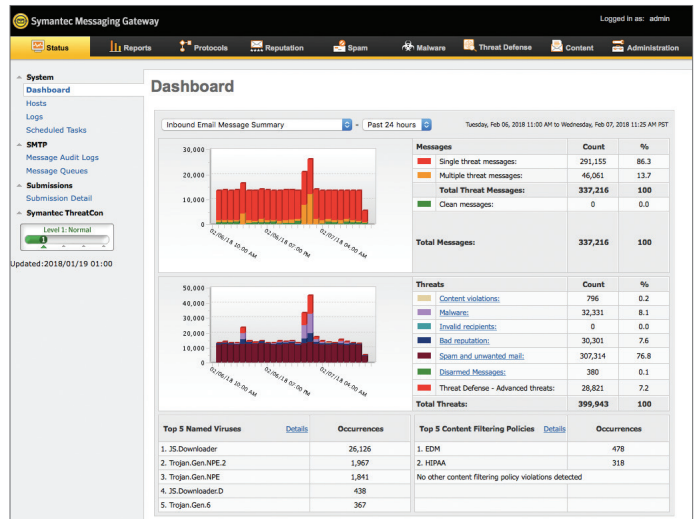 Symantec Messaging Gateway
Logged in as: admin
Status Reports Protocols Reputation Spam Malware Threat Defense Content Administration
System
Dashboard
Hosts
Logs
Scheduled Tasks
SMTP
Message Audit Logs
Message Queues
Submissions
Submission Detail
Symantec ThreatCon
Level 1: Normal
1
Updated:2018/01/19 01:00
Dashboard
Inbound Email Message Summary - Past 24 hours Tuesday, Feb 06, 2018 11:00 AM to Wednesday, Feb 07, 2018 11:25 AM PST
30,000
20,000
10,000
0
02/06/18 10:00 AM
02/06/18 07:00 PM
02/07/18 04:00 AM
Messages Count %
Single threat messages: 291,155 86.3
Multiple threat messages: 46,061 13.7
Total Threat Messages: 337,216 100
Clean messages: 0 0.0
Total Messages: 337,216 100
50,000
40,000
30,000
20,000
10,000
0
02/06/18 10:00 AM
02/06/18 07:00 PM
02/07/18 04:00 AM
Threats Count %
Content violations: 796 0.2
Malware: 32,331 8.1
Invalid recipients: 0 0.0
Bad reputation: 30,301 7.6
Spam and unwanted mail: 307,314 76.8
Disarmed Messages: 380 0.1
Threat Defense - Advanced threats: 28,821 7.2
Total Threats: 399,943 100
Top 5 Named Viruses Details Occurrences
1. JS.Downloader 26,126
2. Trojan.Gen.NPE.2 1,967
3. Trojan.Gen.NPE 1,841
4. JS.Downloader.D 438
5. Trojan.Gen.6 367
Top 5 Content Filtering Policies Details Occurrences
1. EDM 478
2. HIPAA 318
No other content filtering policy violations detected